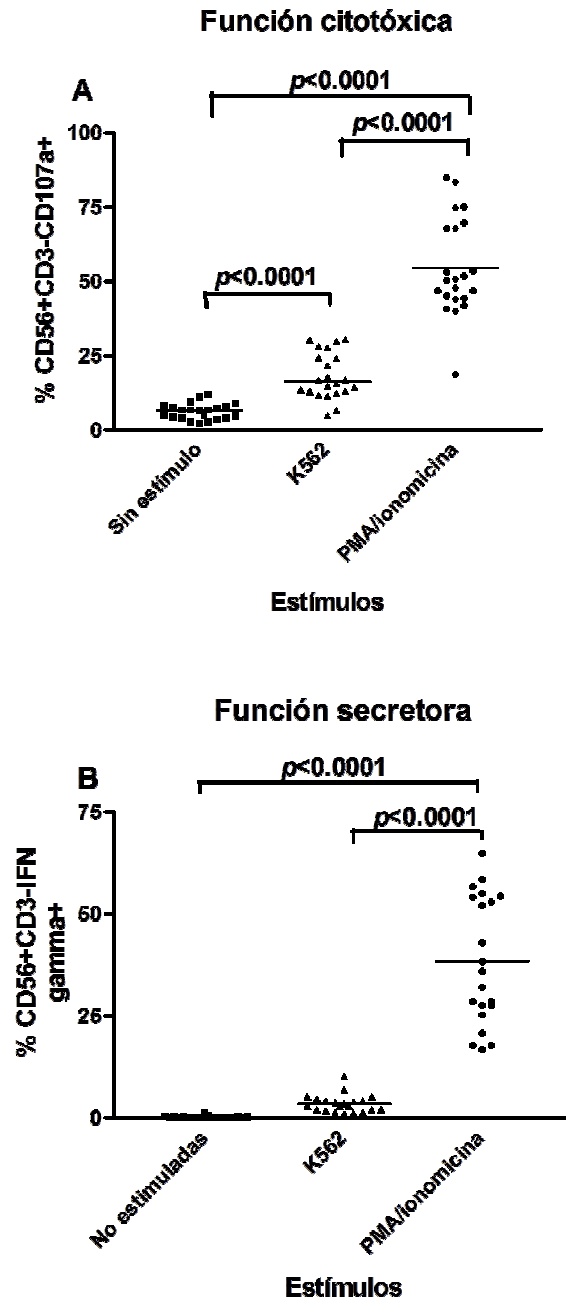 Función citotóxica
A
p<0.0001
p<0.0001
p<0.0001
% CD56+CD3-CD107a+
100
75
50
25
0
Sin estímulo
K562
PMA/ionomicina
Estímulos
Función secretora
B
p<0.0001
p<0.0001
% CD56+CD3-IFN
gamma+
75
50
25
0
No estimuladas
K562
PMA/ionomicina
Estímulos